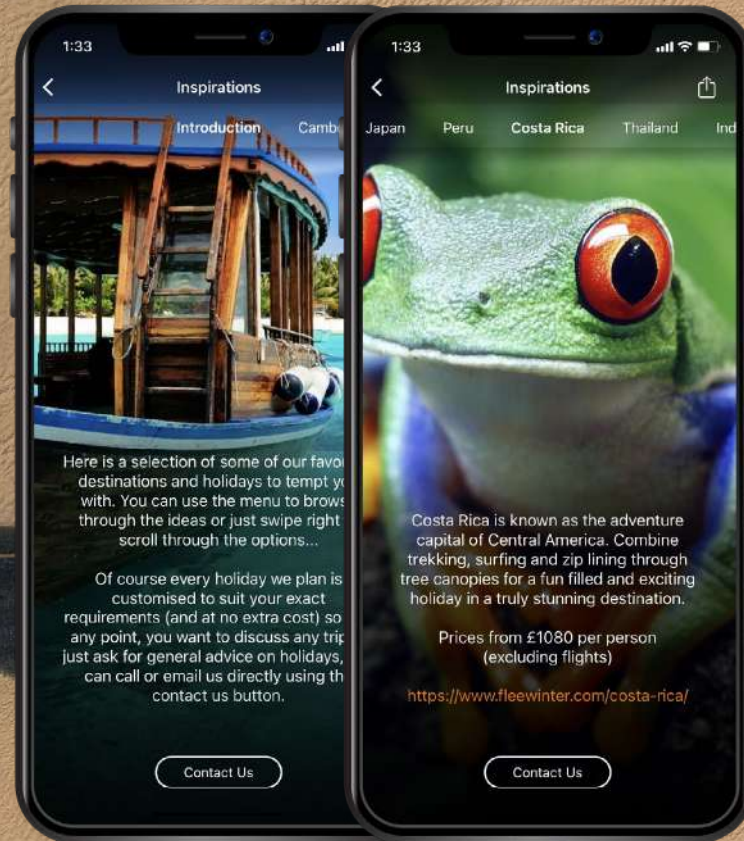 1:33
Inspirations
Introduction
Here is a selection of some of our
destinations and holidays to tempt
with. You can use the menu to
through the ideas or just swipe right
scroll through the options...
Of course every holiday we plan is
customised to suit your exact
requirements (and at no extra cost) so
any point, you want to discuss any
just ask for general advice on holidays,
can call or email us directly using
contact us button.
Contact Us
1:33
Inspirations
Japan Peru Costa Rica Thailand
Costa Rica is known as the adventure
capital of Central America. Combine
trekking, surfing and zip lining through
tree canopies for a fun filled and exciting
holiday in a truly stunning destination.
Prices from £1080 per person
(excluding flights)
https://www.fleewinter.com/costa-rica/
Contact Us